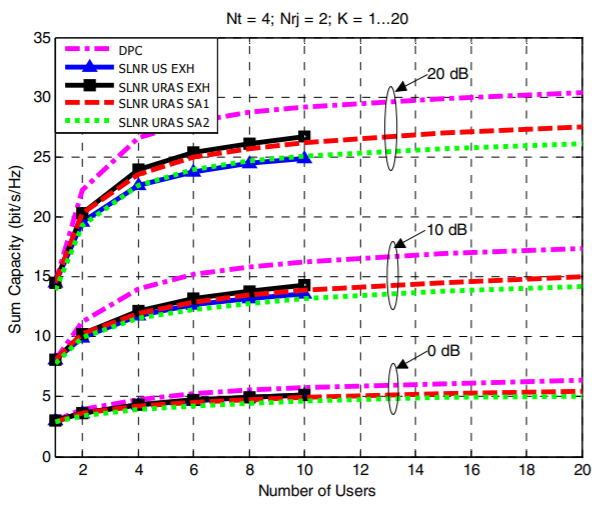 Nt = 4; Nrj = 2; K = 1...20
35
30
25
20
15
10
5
0
Sum Capacity (bit/s/Hz)
DPC
SLNR US EXH
SLNR URAS EXH
SLNR URAS SA1
SLNR URAS SA2
20 dB
10 dB
0 dB
2 4 6 8 10 12 14 16 18 20
Number of Users